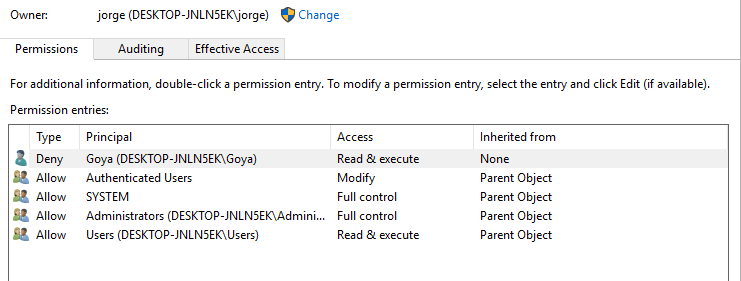 Owner: jorge (DESKTOP-JNLN5EK\jorge) Change
Permissions Auditing Effective Access
For additional information, double-click a permission entry. To modify a permission entry, select the entry and click Edit (if available).
Permission entries:
Type Principal Access Inherited from
Deny Goya (DESKTOP-JNLN5EK\Goya) Read & execute None
Allow Authenticated Users Modify Parent Object
Allow SYSTEM Full control Parent Object
Allow Administrators (DESKTOP-JNLN5EK\Admini... Full control Parent Object
Allow Users (DESKTOP-JNLN5EK\Users) Read & execute Parent Object